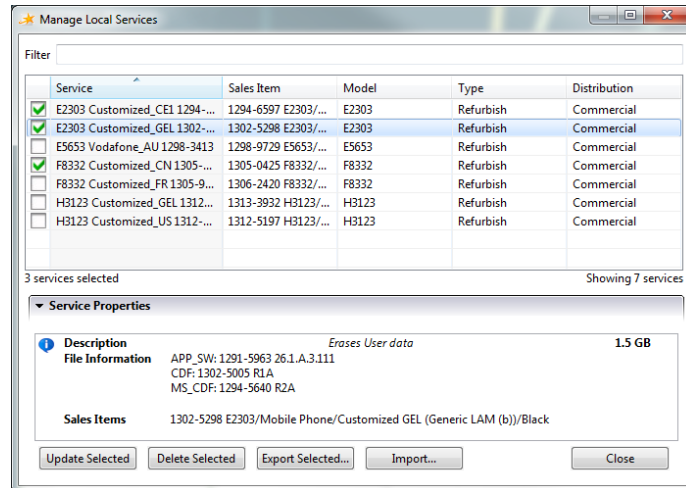 Manage Local Services
Filter
Service Sales Item Model Type Distribution
E2303 Customized_CE1 1294-... 1294-6597 E2303/... E2303 Refurbish Commercial
E2303 Customized_GEL 1302-... 1302-5298 E2303/... E2303 Refurbish Commercial
E5653 Vodafone_AU 1298-3413 1298-9729 E5653/... E5653 Refurbish Commercial
F8332 Customized_CN 1305-... 1305-0425 F8332/... F8332 Refurbish Commercial
F8332 Customized_FR 1305-9... 1306-2420 F8332/... F8332 Refurbish Commercial
H3123 Customized_GEL 1312... 1313-3932 H3123/... H3123 Refurbish Commercial
H3123 Customized_US 1312-... 1312-5197 H3123/... H3123 Refurbish Commercial
3 services selected Showing 7 services
Service Properties
Description Erases User data 1.5 GB
File Information APP_SW: 1291-5963 26.1.A.3.111
CDF: 1302-5005 R1A
MS_CDF: 1294-5640 R2A
Sales Items 1302-5298 E2303/Mobile Phone/Customized GEL (Generic LAM (b))/Black
Update Selected Delete Selected Export Selected... Import... Close